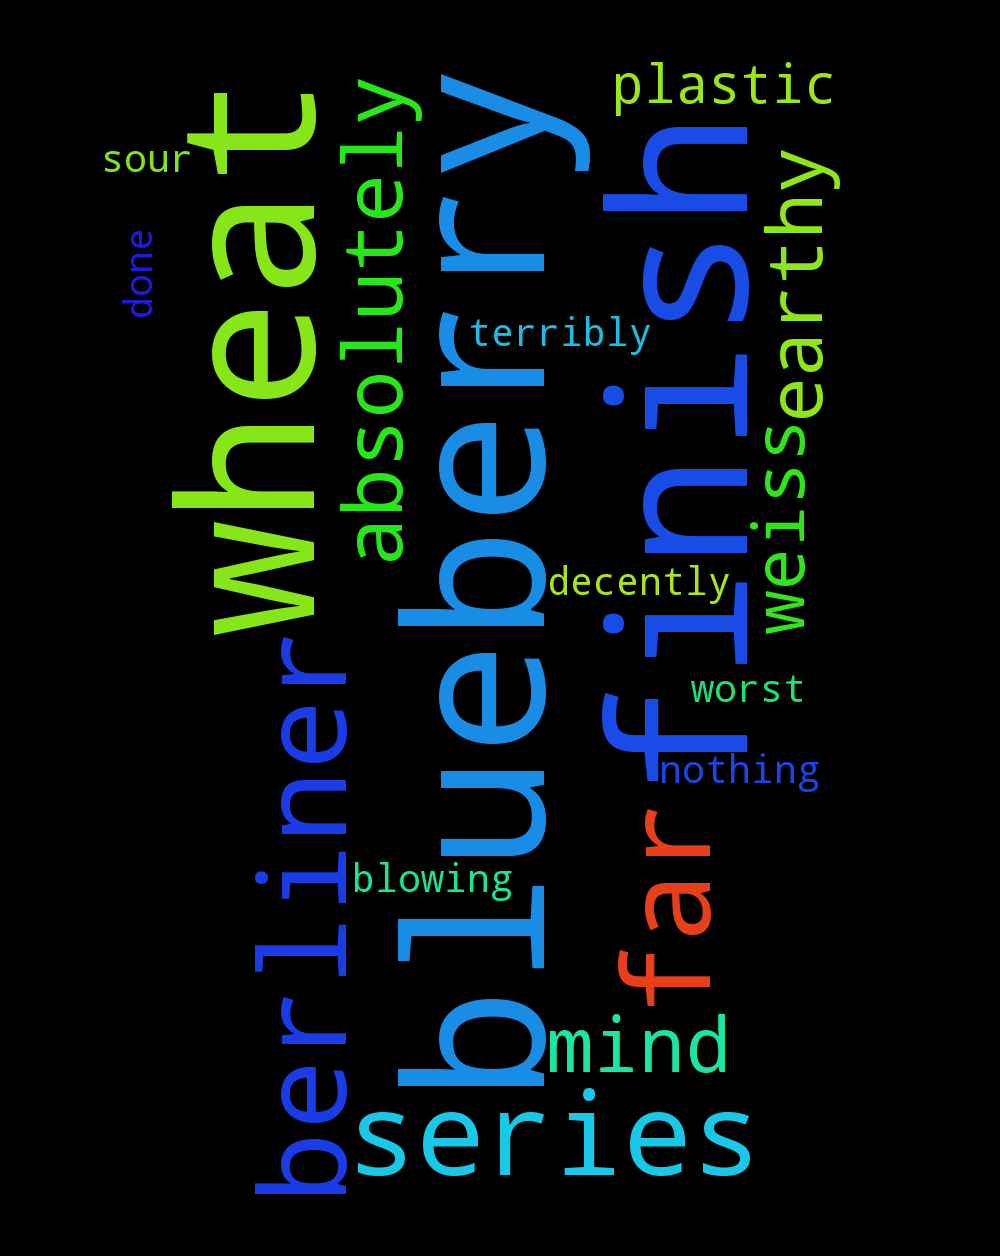 plastic
sour
wheat
absolutely
blueberry
finish
earthy
done
terribly
weiss
decently
berliner
worst
nothing
far
blowing
mind
series